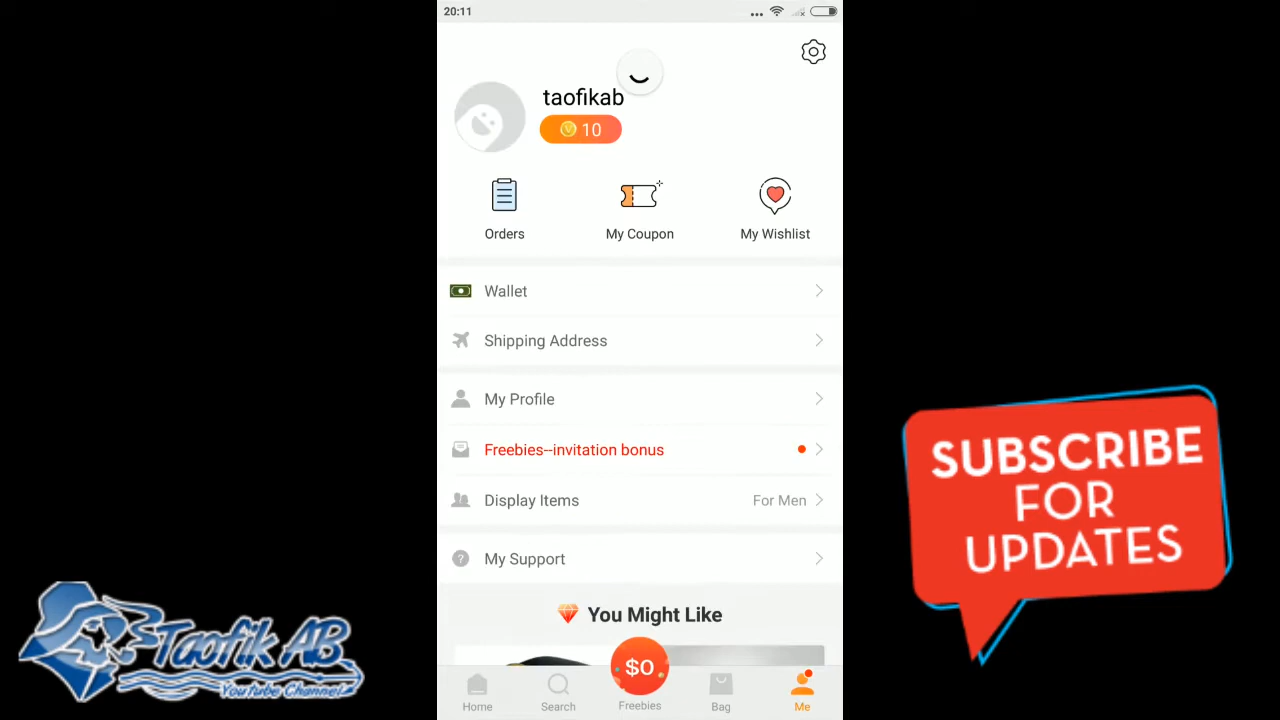 20:11
taofikab
10
Orders
My Coupon
My Wishlist
Wallet
Shipping Address
My Profile
Freebies--invitation bonus
Display Items
For Men
My Support
You Might Like
$0
Home
Search
Freebies
Bag
Me
Taofik AB
Youtube Channel
SUBSCRIBE
FOR
UPDATES